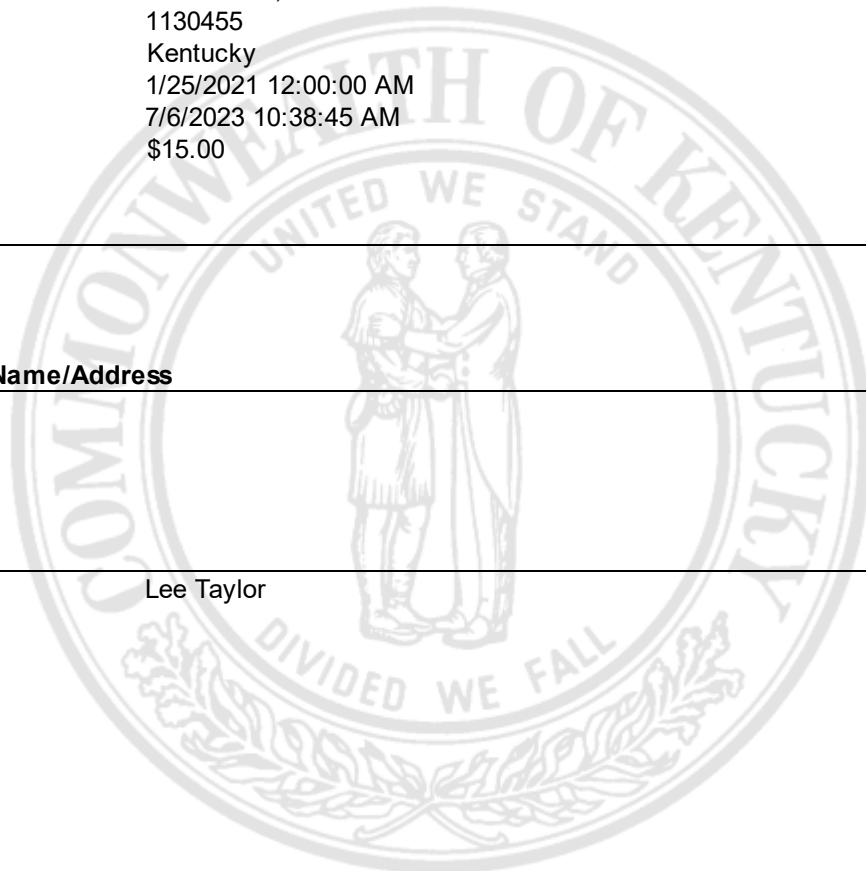 1130455
Kentucky
1/25/2021 12:00:00 AM
7/6/2023 10:38:45 AM
$15.00
COMMONWEALTH OF KENTUCKY
UNITED WE STAND
Name/Address
Lee Taylor
DIVIDED WE FALL